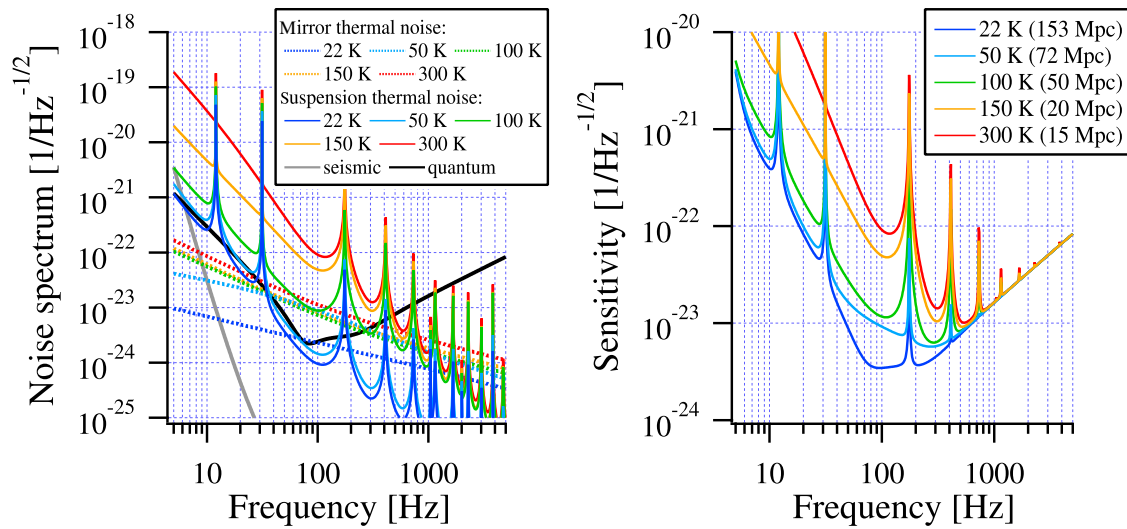 Mirror thermal noise:
22 K 50 K 100 K
150 K 300 K
Suspension thermal noise:
22 K 50 K 100 K
150 K 300 K
seismic quantum
10^-18
10^-19
10^-20
10^-21
10^-22
10^-23
10^-24
10^-25
Noise spectrum [1/Hz^-1/2]
10 100 1000
Frequency [Hz]
22 K (153 Mpc)
50 K (72 Mpc)
100 K (50 Mpc)
150 K (20 Mpc)
300 K (15 Mpc)
10^-20
10^-21
10^-22
10^-23
10^-24
Sensitivity [1/Hz^-1/2]
10 100 1000
Frequency [Hz]